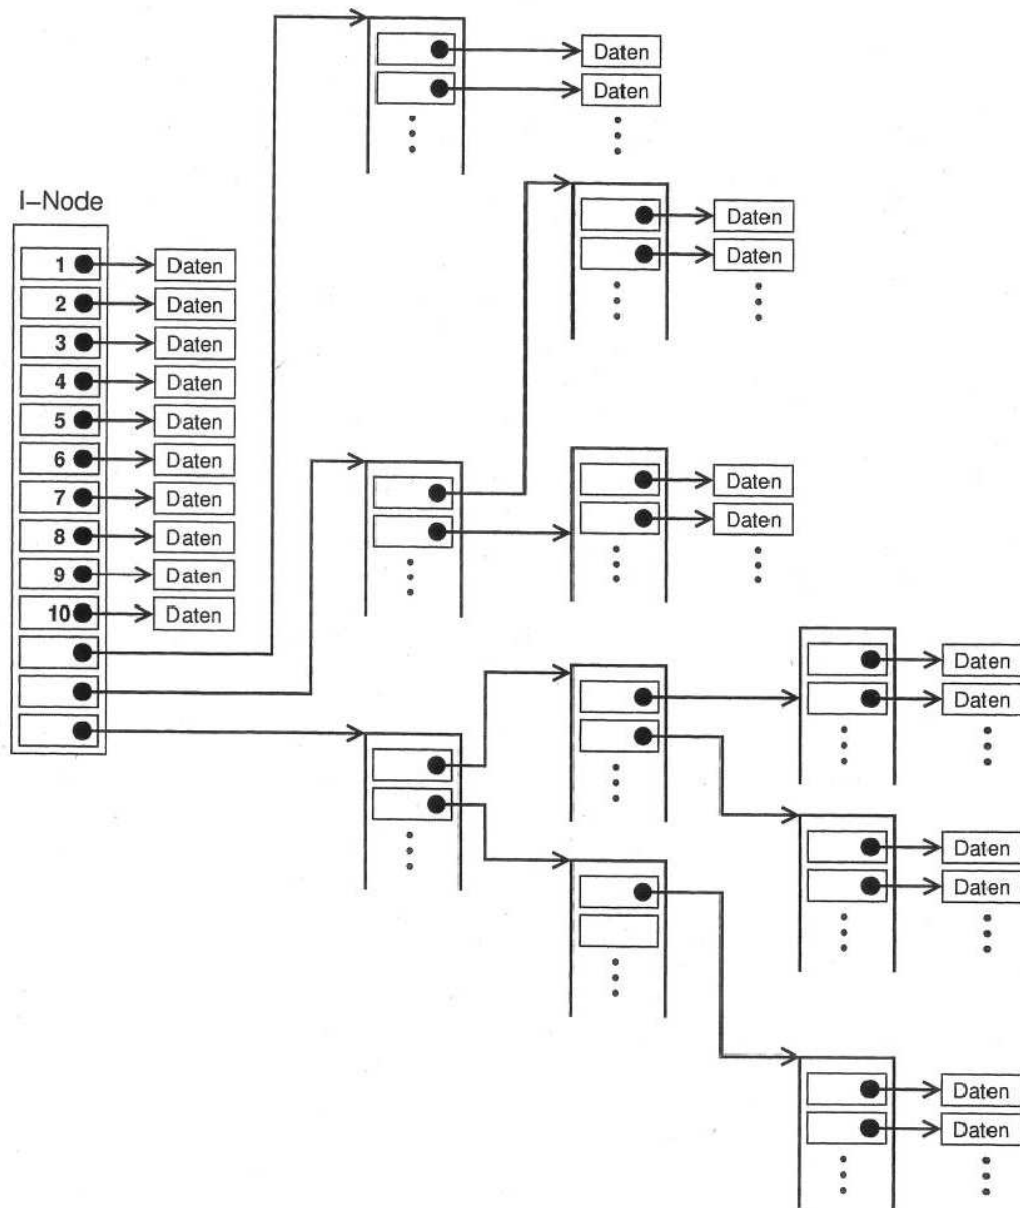 Daten
Daten
I-Node
Daten
Daten
1 Daten
2 Daten
3 Daten
4 Daten
5 Daten
6 Daten
7 Daten
8 Daten
9 Daten
10 Daten
Daten
Daten
Daten
Daten
Daten
Daten
Daten
Daten